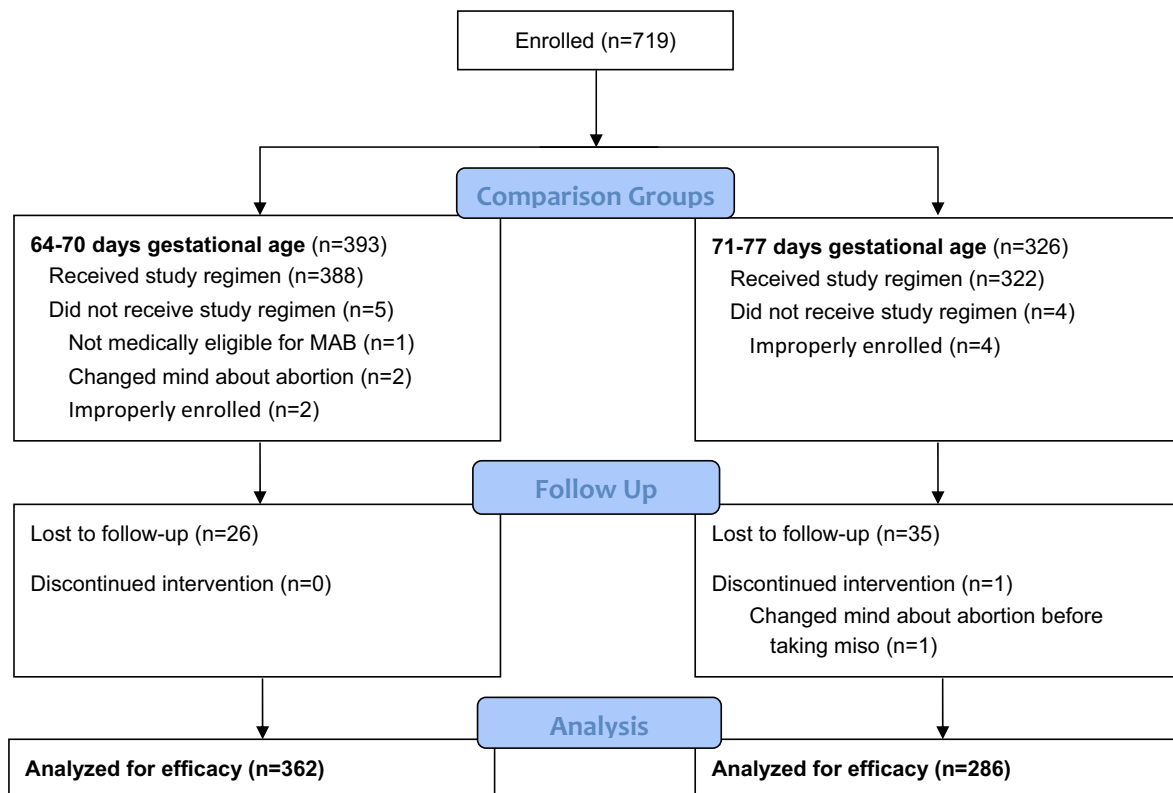 Enrolled (n=719)
Comparison Groups
64-70 days gestational age (n=393)
Received study regimen (n=388)
Did not receive study regimen (n=5)
Not medically eligible for MAB (n=1)
Changed mind about abortion (n=2)
Improperly enrolled (n=2)
71-77 days gestational age (n=326)
Received study regimen (n=322)
Did not receive study regimen (n=4)
Improperly enrolled (n=4)
Follow Up
Lost to follow-up (n=26)
Discontinued intervention (n=0)
Lost to follow-up (n=35)
Discontinued intervention (n=1)
Changed mind about abortion before
taking miso (n=1)
Analysis
Analyzed for efficacy (n=362)
Analyzed for efficacy (n=286)